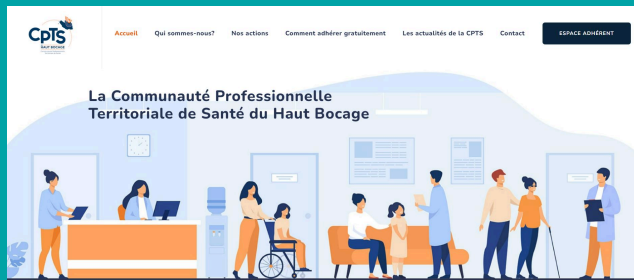 CPTS
HAUT BOCAGE
Accueil
Qui sommes-nous?
Nos actions
Comment adhérer gratuitement
Les actualités de la CPTS
Contact
ESPACE ADHÉRENT
La Communauté Professionnelle
Territoriale de Santé du Haut Bocage